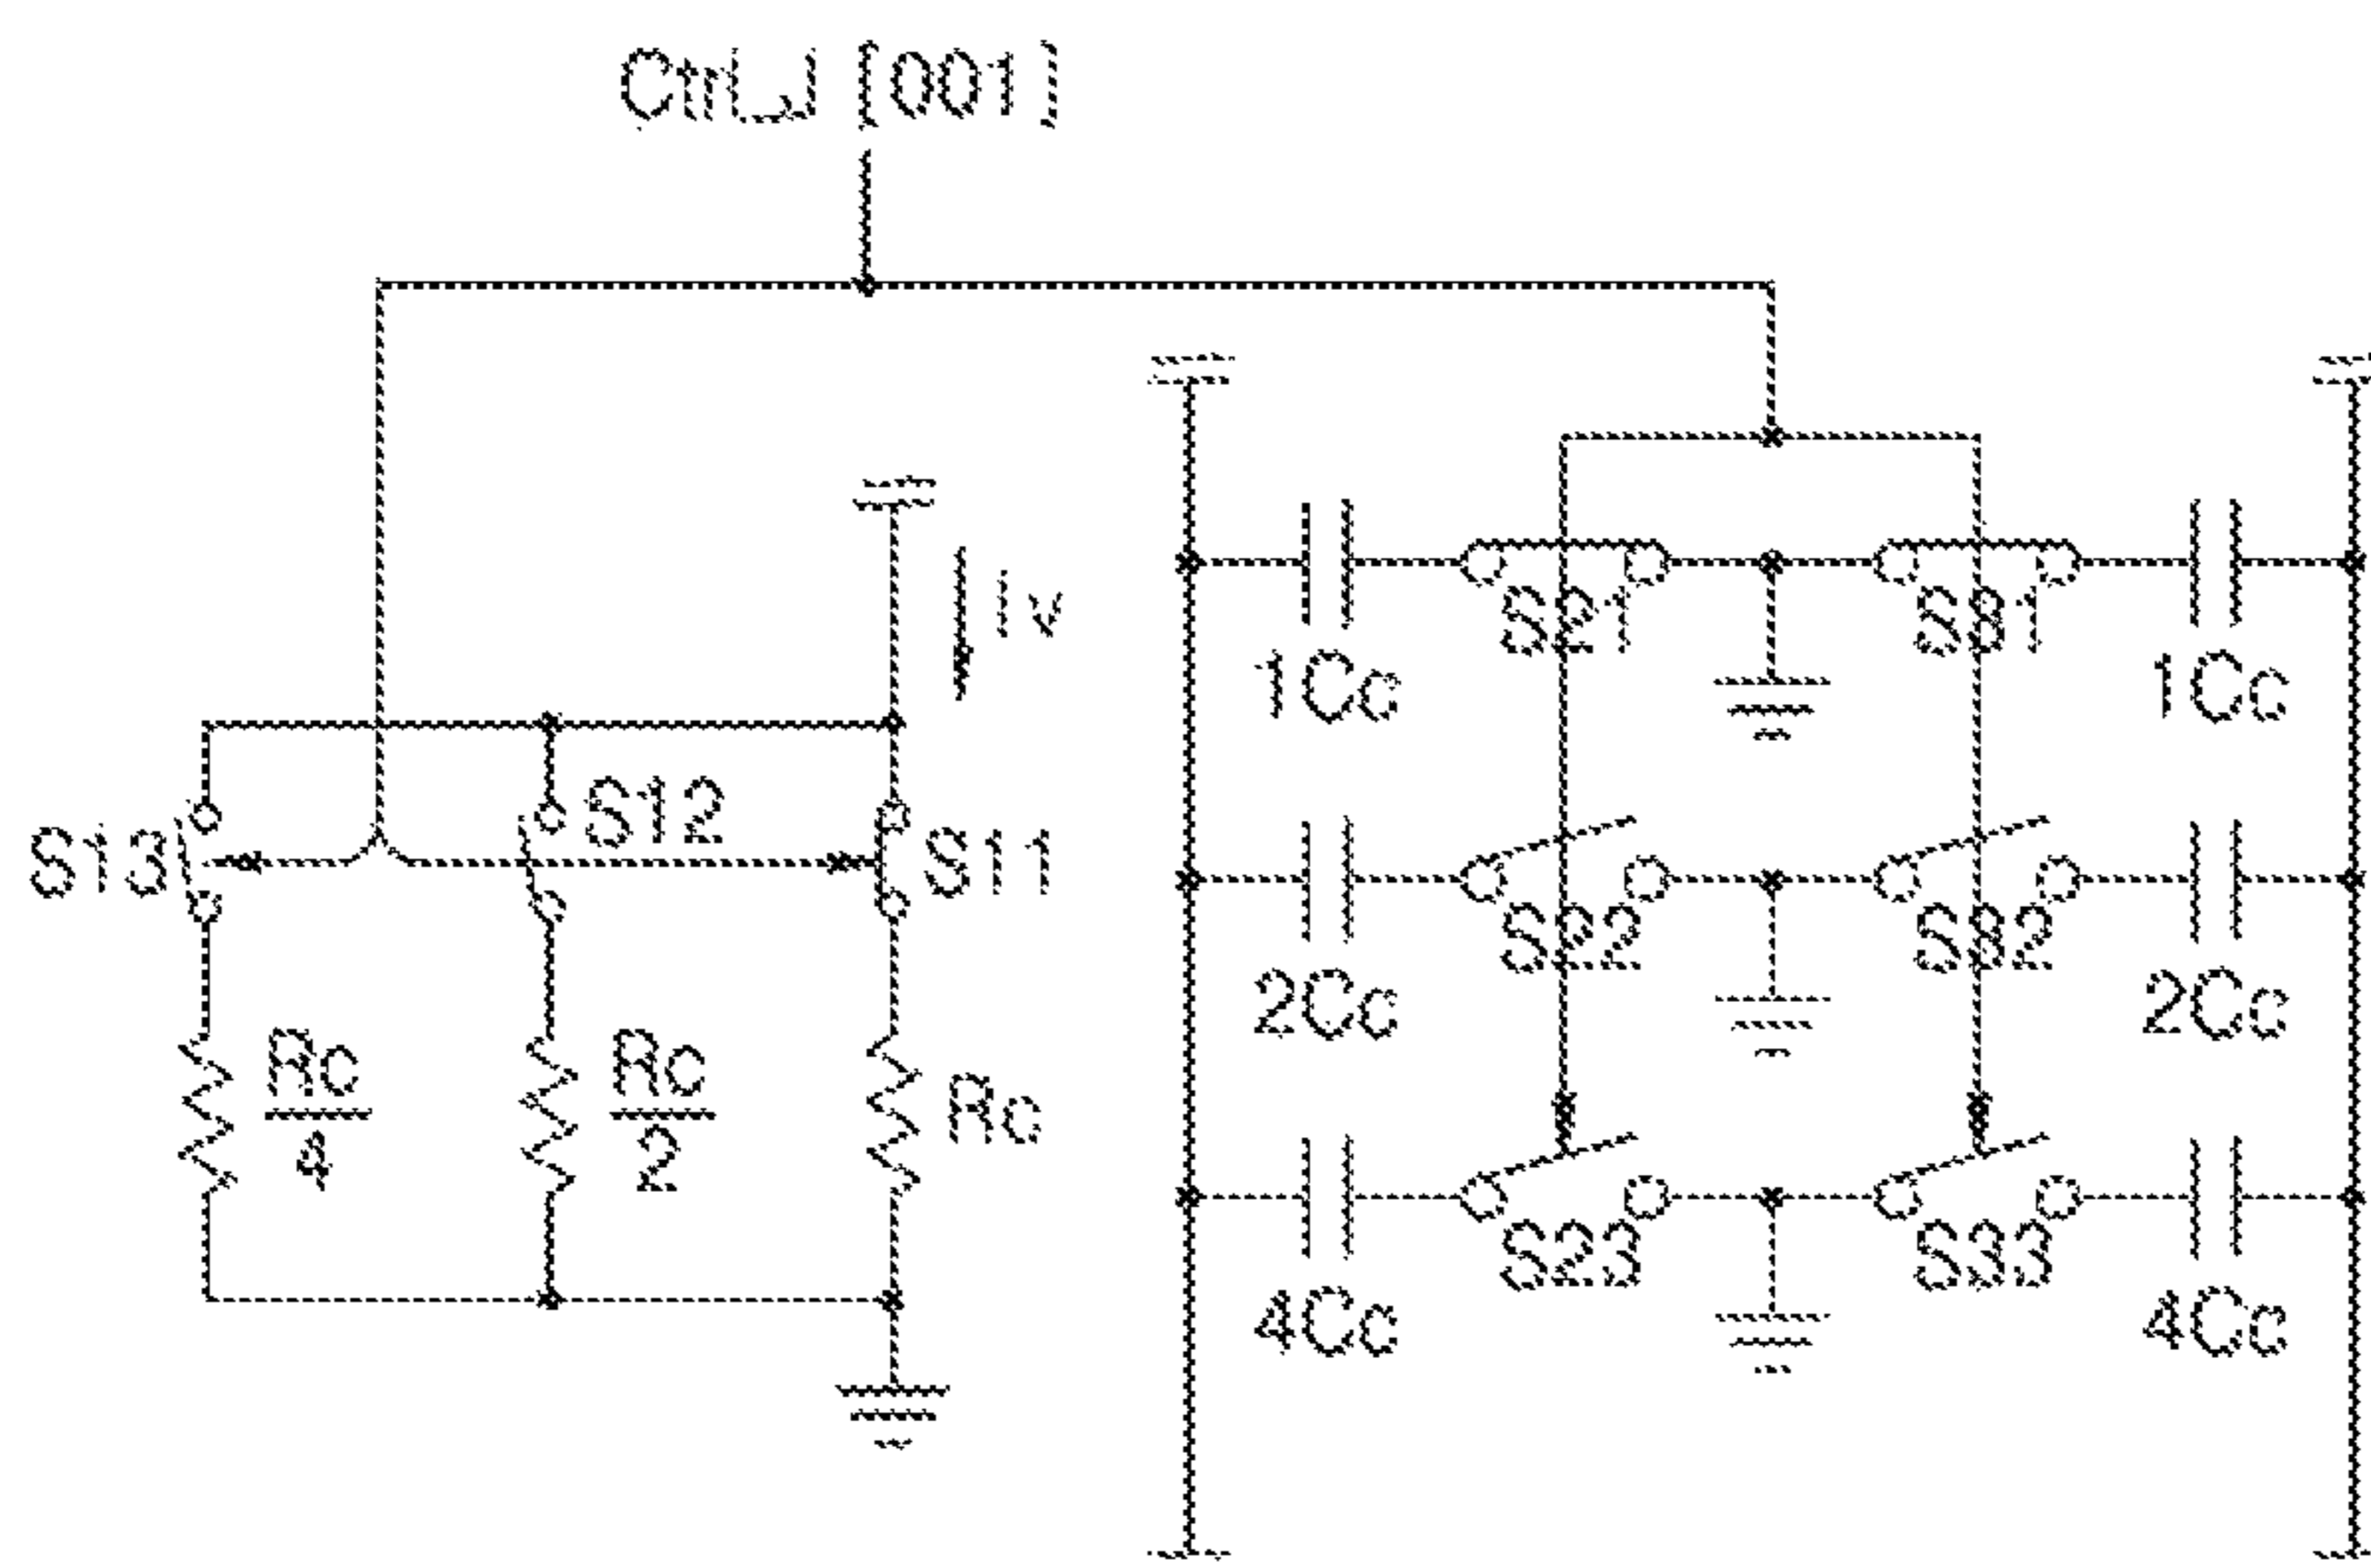 Ctrl_J [001]
Iv
S21
S31
1Cc
1Cc
S12
S13
S11
S22
S32
2Cc
2Cc
Rc
4
Rc
2
Rc
S23
S33
4Cc
4Cc